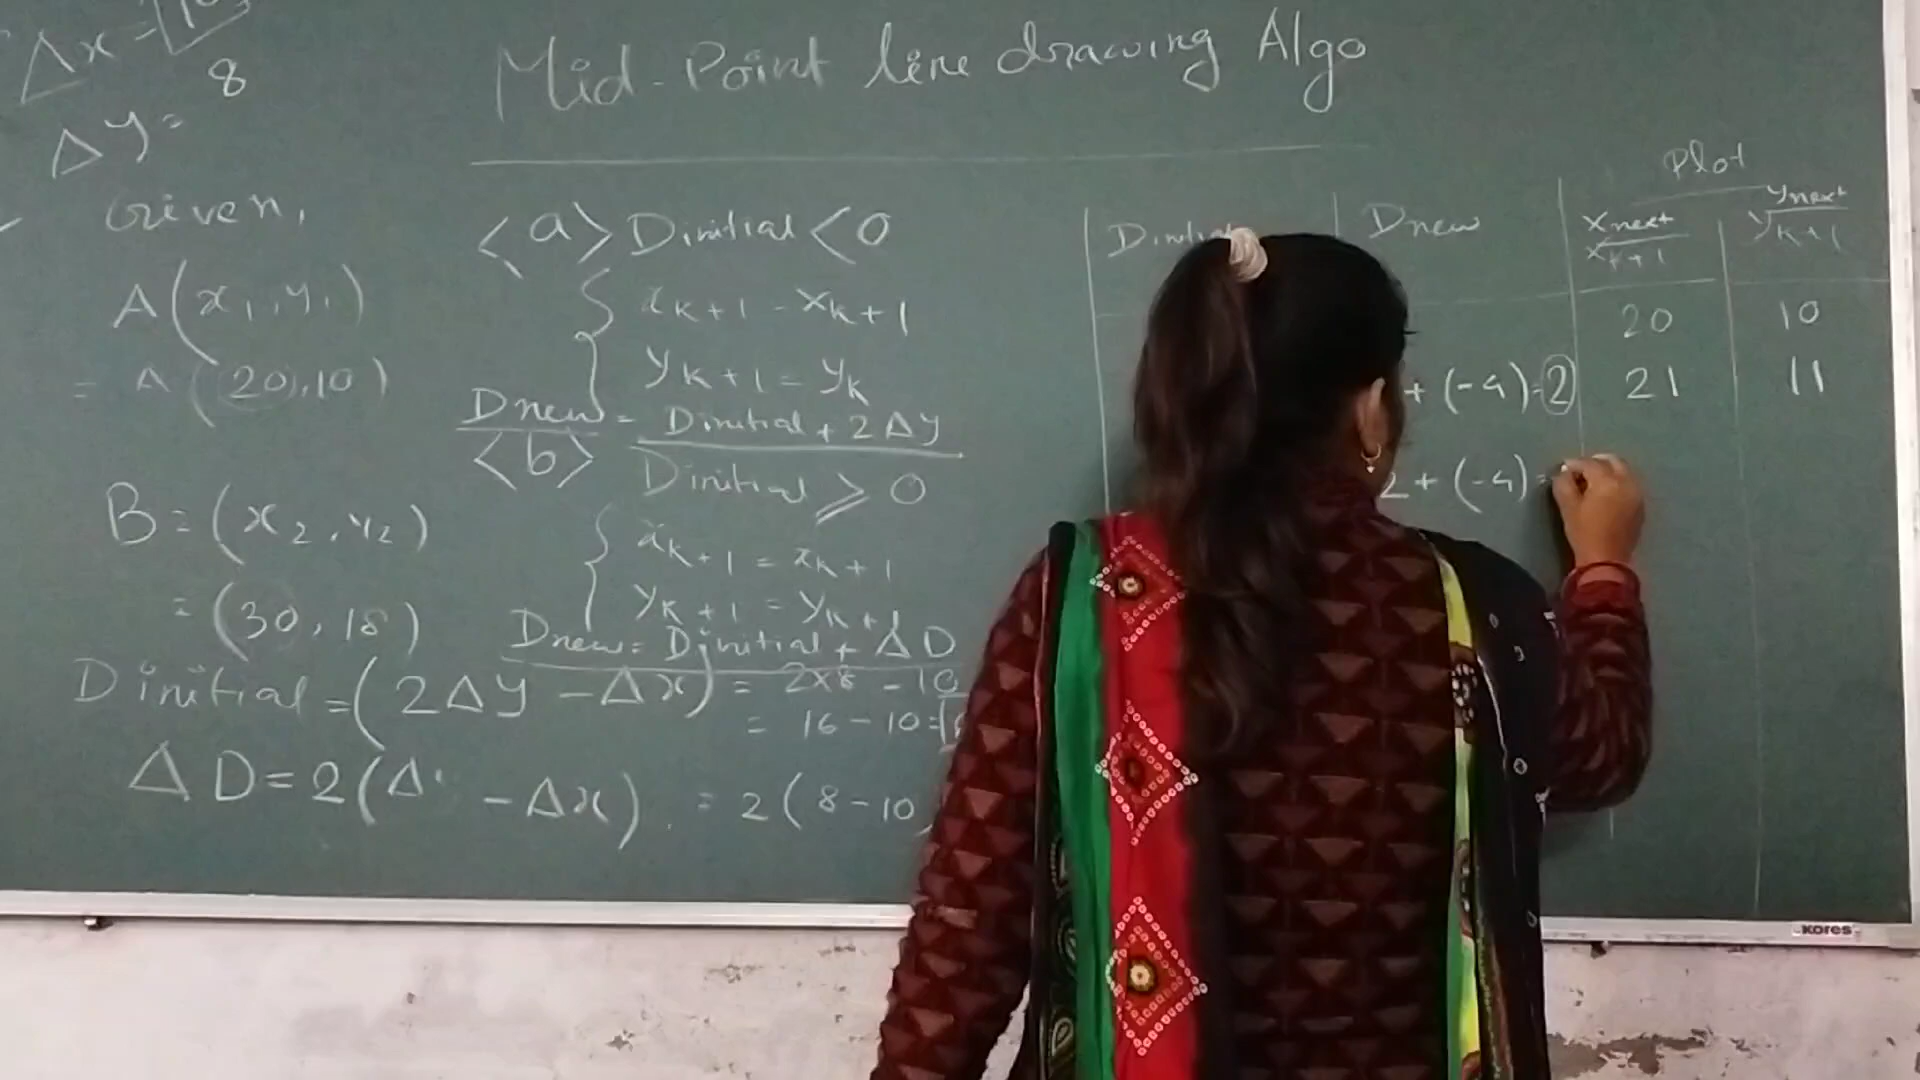 Δx = 10
8
ΔY =
Mid-Point line drawing Algo
Given,
A(x1, y1)
= A(20, 10)
B = (x2, y2)
= (30, 18)
<a> Dinitial < 0
xk+1 = xk+1
yk+1 = yk
Dnew = Dinitial + 2ΔY
<b> Dinitial ⩾ 0
xk+1 = xk+1
yk+1 = yk+1
Dnew = Dinitial + ΔD
Dinitial = (2ΔY - Δx) = 2x8 - 10
= 16 - 10 =
ΔD = 2(Δ - Δx) = 2(8 - 10
Plot
Dnew xnext ynext
xk+1 yk+1
20 10
+ (-4) = 2 21 11
2 + (-4) =
KORES